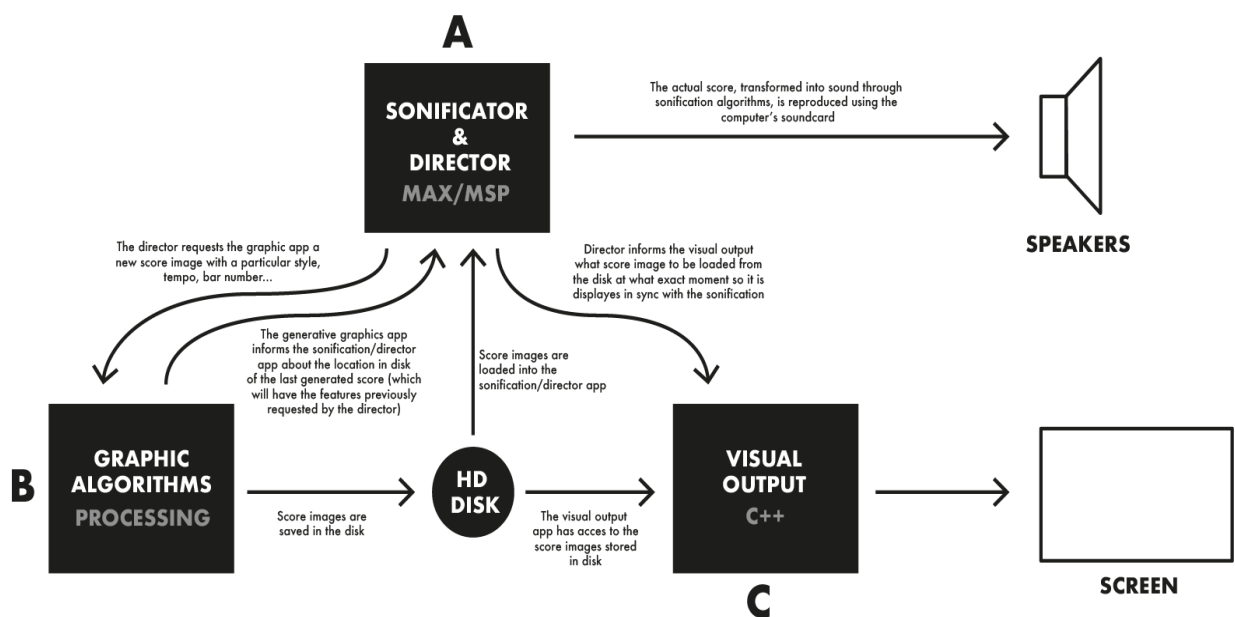 A
SONIFICATOR
&
DIRECTOR
MAX/MSP
The actual score, transformed into sound through
sonification algorithms, is reproduced using the
computer's soundcard
SPEAKERS
The director requests the graphic app a
new score image with a particular style,
tempo, bar number...
The generative graphics app
informs the sonification/director
app about the location in disk
of the last generated score (which
will have the features previously
requested by the director)
Score images are
loaded into the
sonification/director app
Director informs the visual output
what score image to be loaded from
the disk at what exact moment so it is
displayes in sync with the sonification
B
GRAPHIC
ALGORITHMS
PROCESSING
Score images are
saved in the disk
HD
DISK
The visual output
app has acces to the
score images stored
in disk
VISUAL
OUTPUT
C++
C
SCREEN